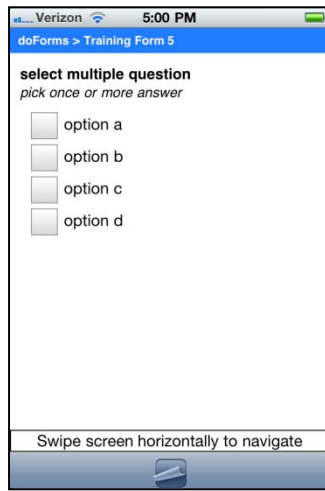 Verizon 5:00 PM
doForms > Training Form 5
select multiple question
pick once or more answer
option a
option b
option c
option d
Swipe screen horizontally to navigate